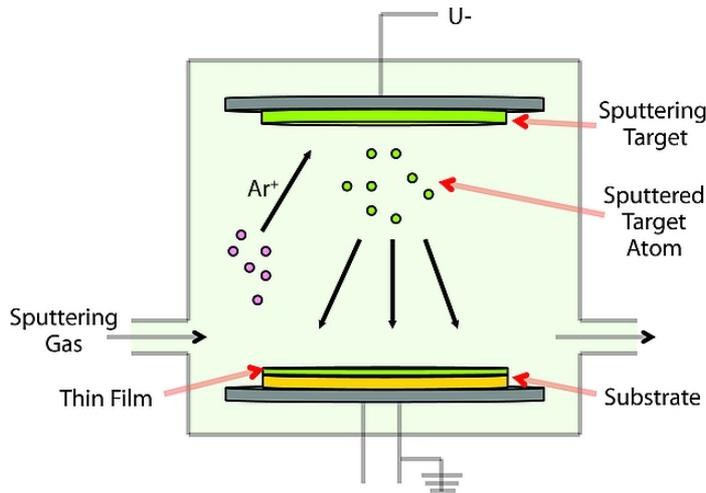 U-
Sputtering
Target
Ar⁺
Sputtered
Target
Atom
Sputtering
Gas
Thin Film
Substrate